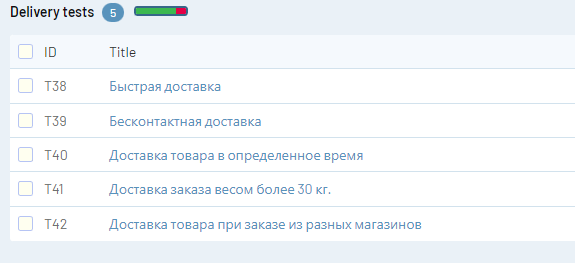 Delivery tests 5
ID Title
T38 Быстрая доставка
T39 Бесконтактная доставка
T40 Доставка товара в определенное время
T41 Доставка заказа весом более 30 кг.
T42 Доставка товара при заказе из разных магазинов